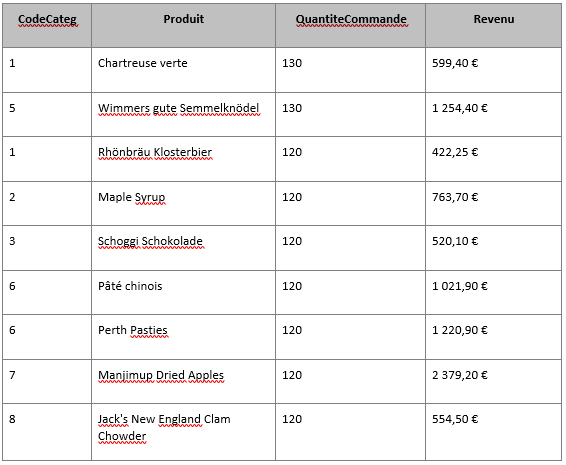 CodeCateg Produit QuantiteCommande Revenu
1 Chartreuse verte 130 599,40 €
5 Wimmers gute Semmelknödel 130 1 254,40 €
1 Rhönbräu Klosterbier 120 422,25 €
2 Maple Syrup 120 763,70 €
3 Schoggi Schokolade 120 520,10 €
6 Pâté chinois 120 1 021,90 €
6 Perth Pasties 120 1 220,90 €
7 Manjimup Dried Apples 120 2 379,20 €
8 Jack's New England Clam 120 554,50 €
Chowder